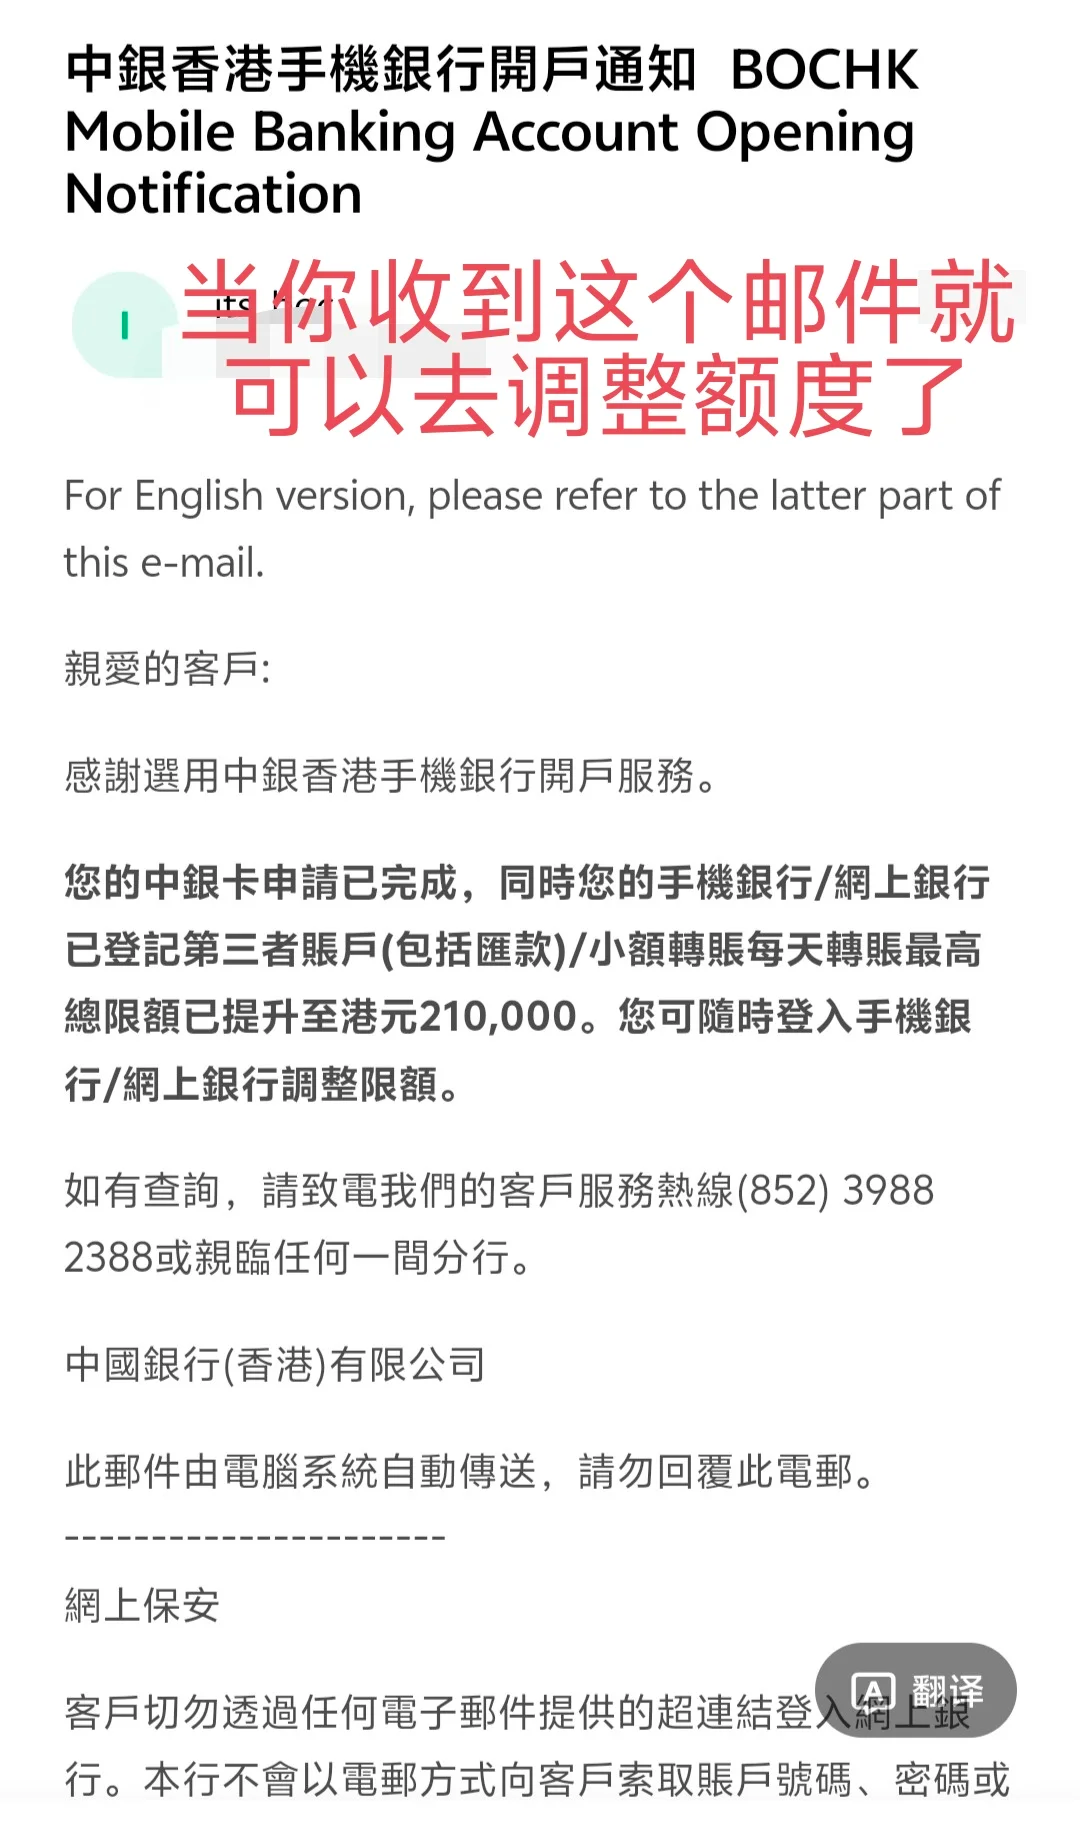 中銀香港手機銀行開戶通知 BOCHK
Mobile Banking Account Opening
Notification
I
当你收到这个邮件就
可以去调整额度了
For English version, please refer to the latter part of
this e-mail.
親愛的客戶:
感謝選用中銀香港手機銀行開戶服務。
您的中銀卡申請已完成，同時您的手機銀行/網上銀行
已登記第三者賬戶(包括匯款)/小額轉賬每天轉賬最高
總限額已提升至港元210,000。您可隨時登入手機銀
行/網上銀行調整限額。
如有查詢，請致電我們的客戶服務熱線(852) 3988
2388或親臨任何一間分行。
中國銀行(香港)有限公司
此郵件由電腦系統自動傳送，請勿回覆此電郵。
----------------------
網上保安
A 翻译
客戶切勿透過任何電子郵件提供的超連結登入網上銀
行。本行不會以電郵方式向客戶索取賬戶號碼、密碼或